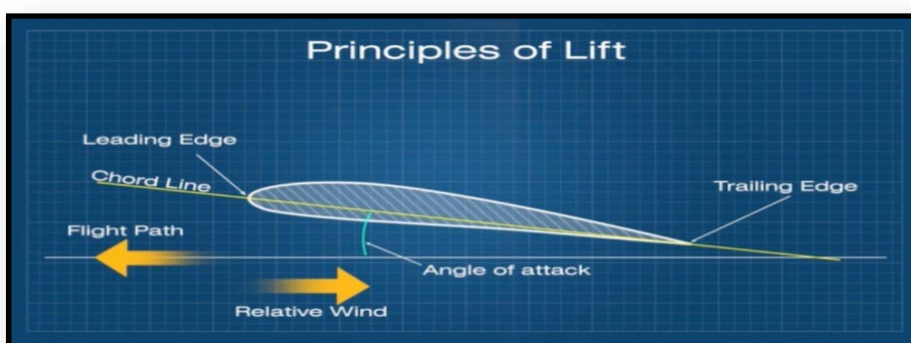 Principles of Lift
Leading Edge
Chord Line
Trailing Edge
Flight Path
Angle of attack
Relative Wind